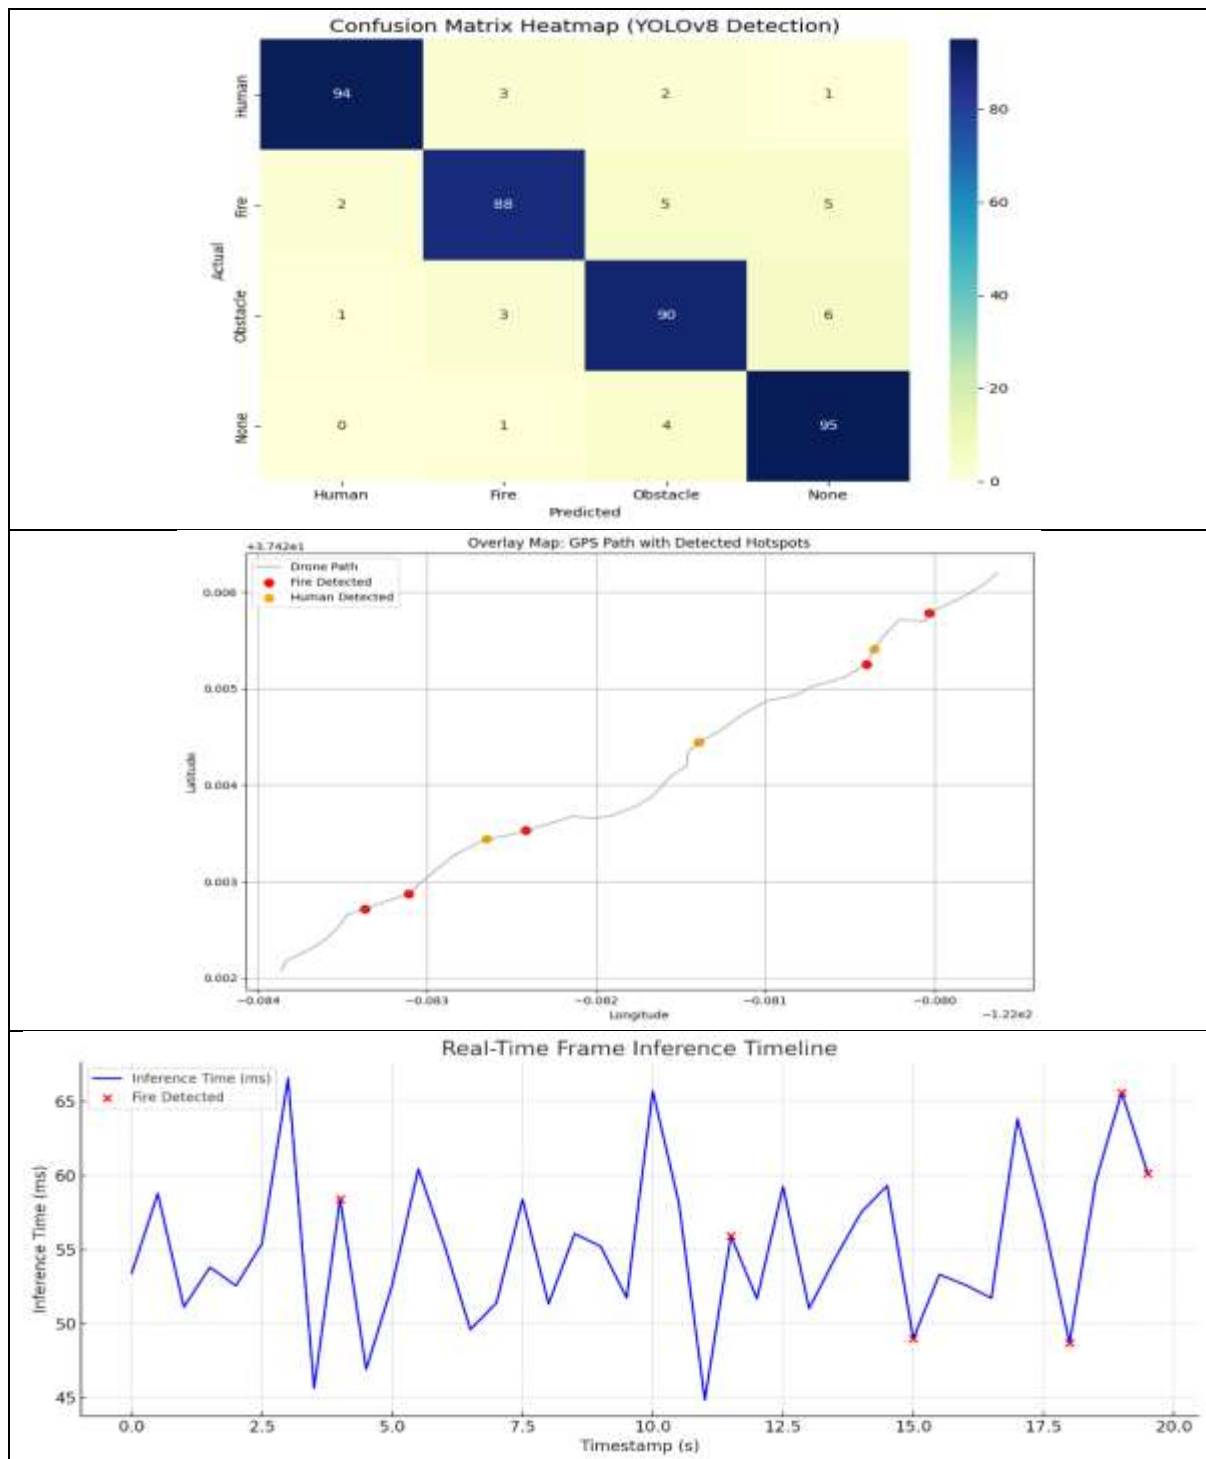 Confusion Matrix Heatmap (YOLOv8 Detection)
Human
94
3
2
1
80
Fire
2
88
5
5
60
Actual
Obstacle
1
3
90
6
40
20
None
0
1
4
95
0
Human
Fire
Obstacle
None
Predicted
Overlay Map: GPS Path with Detected Hotspots
+3.742e1
Drone Path
Fire Detected
Human Detected
0.006
0.005
Latitude
0.004
0.003
0.002
−0.084
−0.083
−0.082
−0.081
−0.080
Longitude
−1.22e2
Real-Time Frame Inference Timeline
Inference Time (ms)
Fire Detected
65
60
Inference Time (ms)
55
50
45
0.0
2.5
5.0
7.5
10.0
12.5
15.0
17.5
20.0
Timestamp (s)